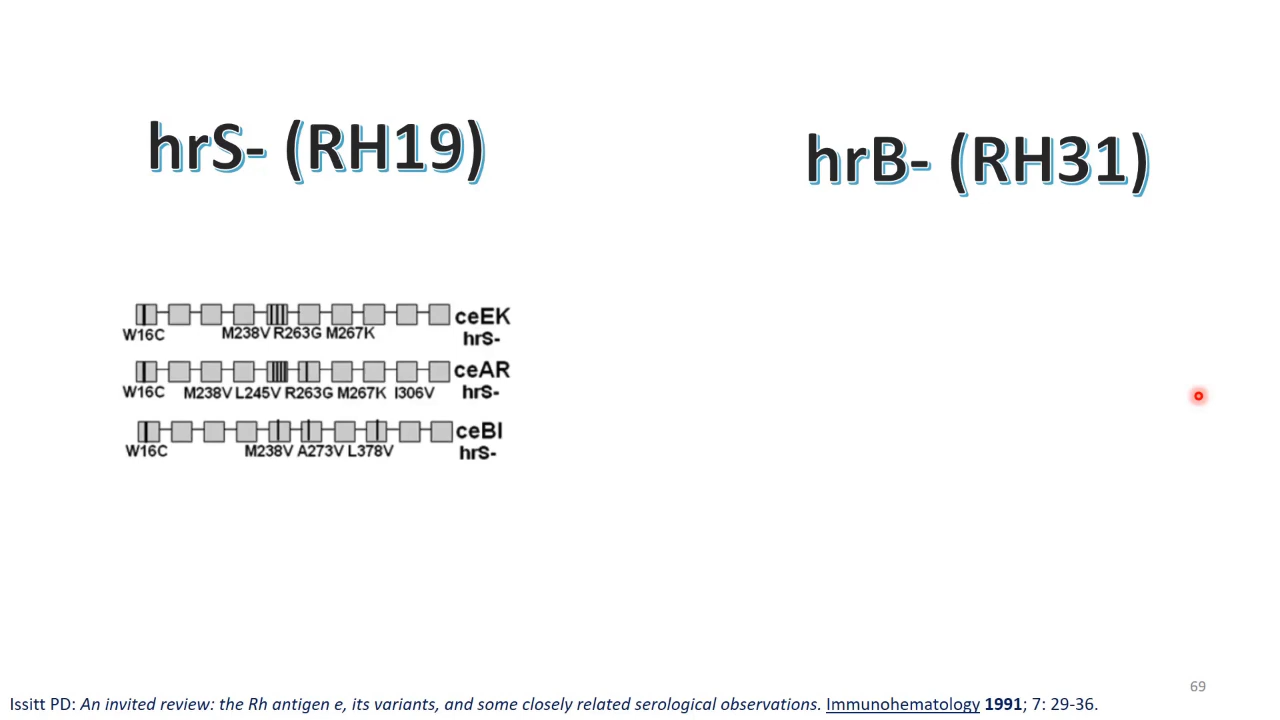 hrS- (RH19)
hrB- (RH31)
ceEK
W16C M238V R263G M267K hrS-
ceAR
W16C M238V L245V R263G M267K I306V hrS-
ceBI
W16C M238V A273V L378V hrS-
69
Issitt PD: An invited review: the Rh antigen e, its variants, and some closely related serological observations. Immunohematology 1991; 7: 29-36.